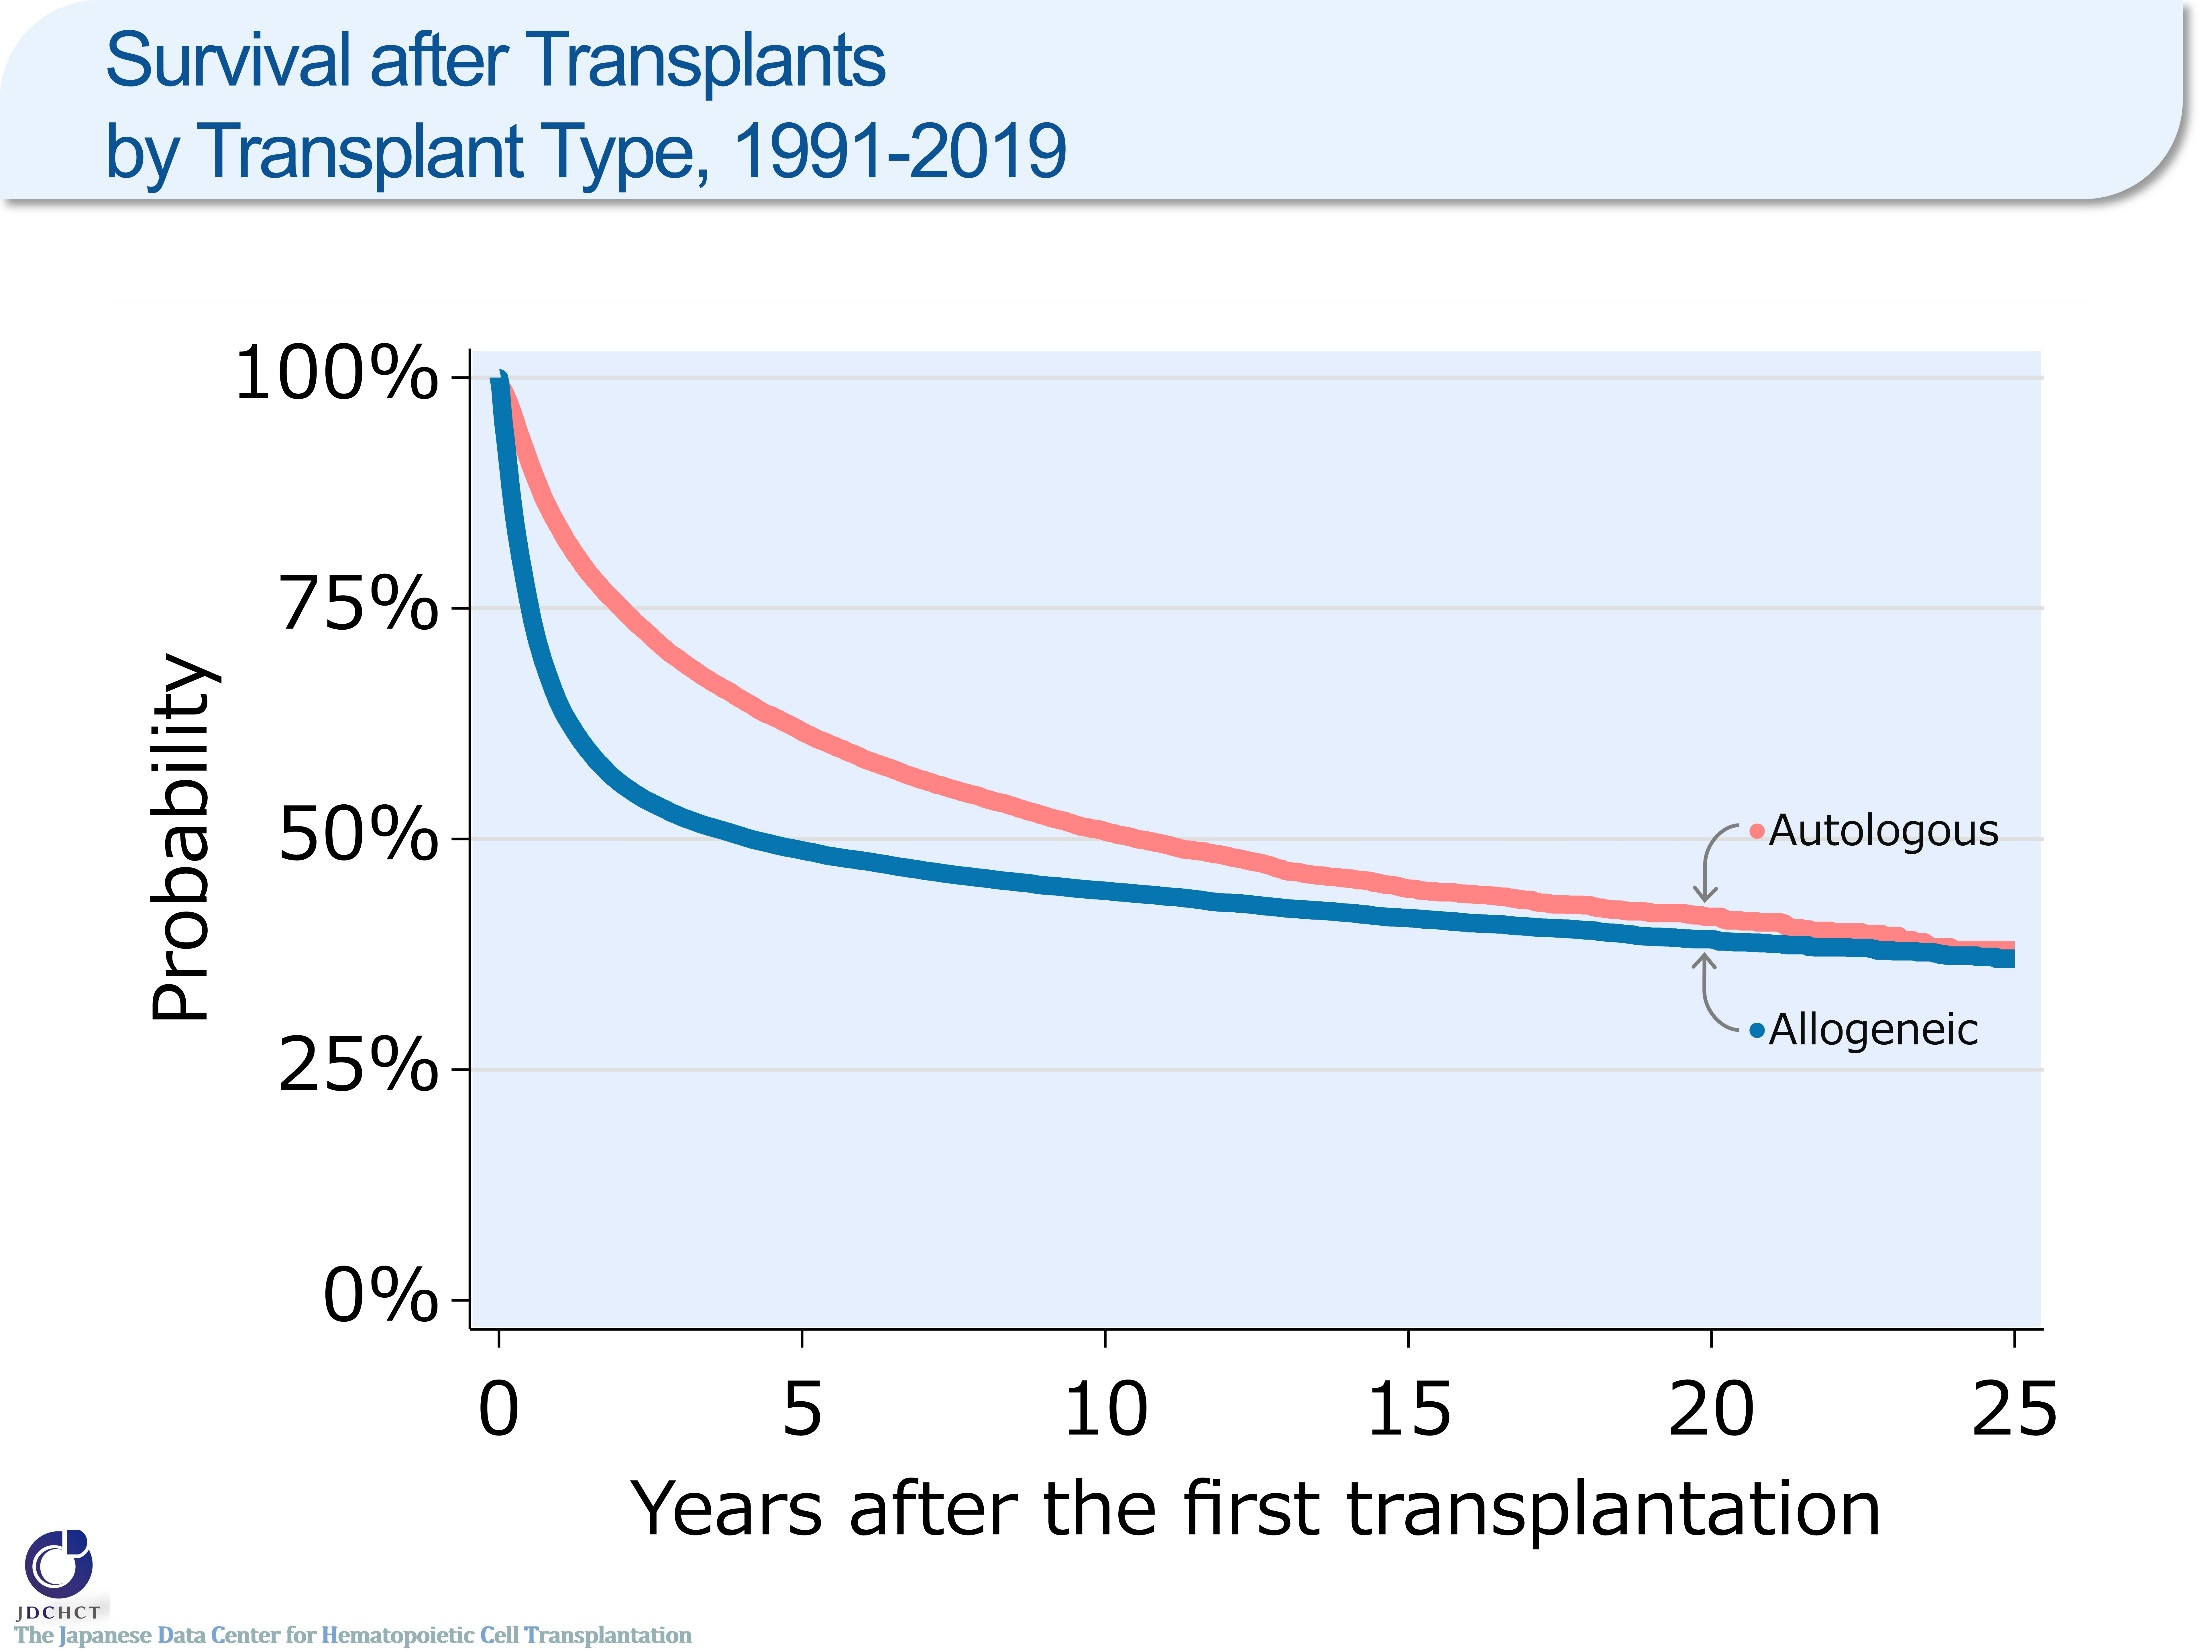 Survival after Transplants
by Transplant Type, 1991-2019
100%
75%
50%
25%
0%
Probability
Autologous
Allogeneic
0 5 10 15 20 25
Years after the first transplantation
JDCHCT
The Japanese Data Center for Hematopoietic Cell Transplantation